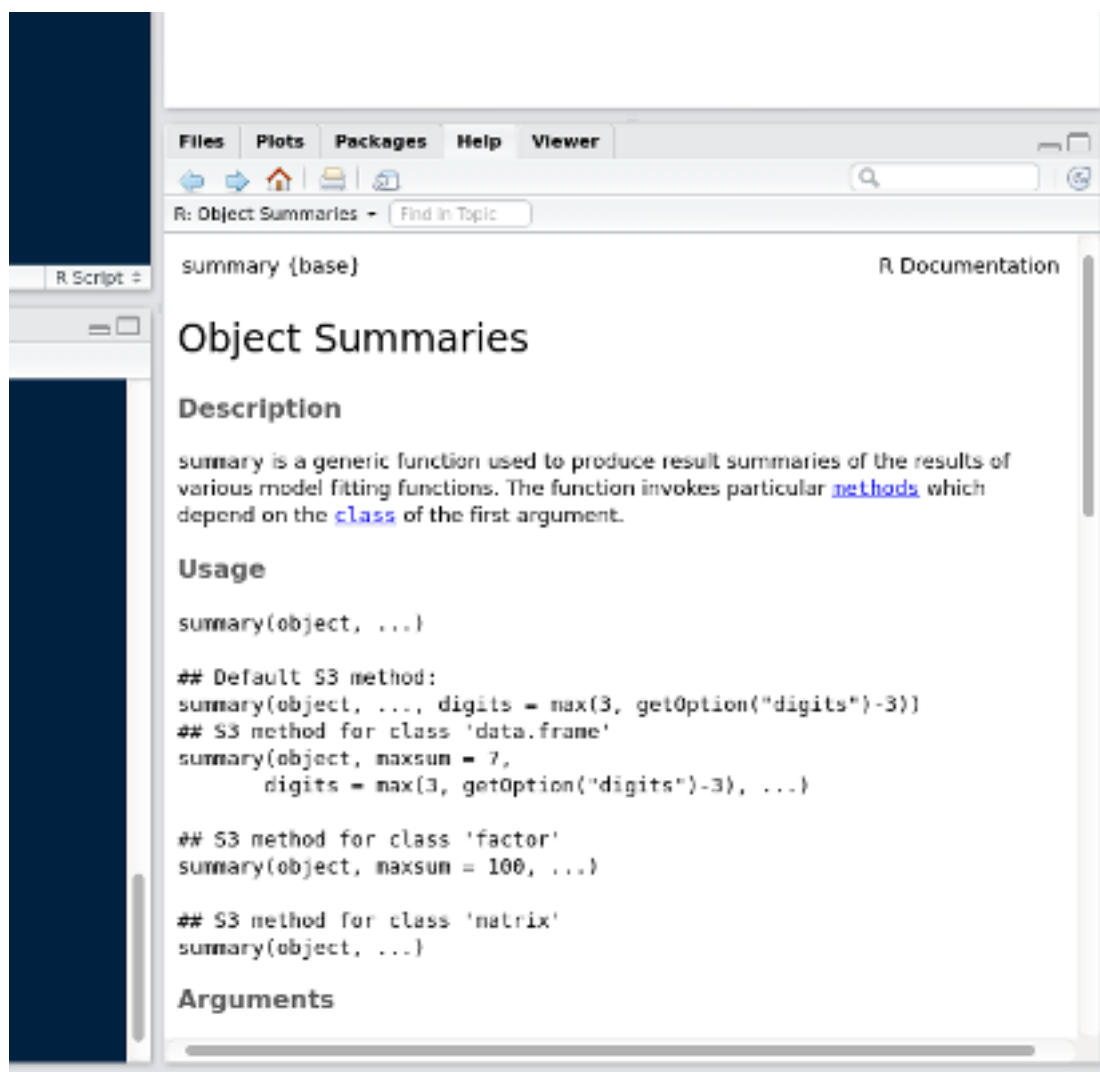 Files Plots Packages Help Viewer
R: Object Summaries Find in Topic
R Script
summary {base} R Documentation
Object Summaries
Description
summary is a generic function used to produce result summaries of the results of
various model fitting functions. The function invokes particular methods which
depend on the class of the first argument.
Usage
summary(object, ...)
## Default S3 method:
summary(object, ..., digits = max(3, getOption("digits")-3))
## S3 method for class 'data.frame'
summary(object, maxsum = 7,
digits = max(3, getOption("digits")-3), ...)
## S3 method for class 'factor'
summary(object, maxsum = 100, ...)
## S3 method for class 'matrix'
summary(object, ...)
Arguments